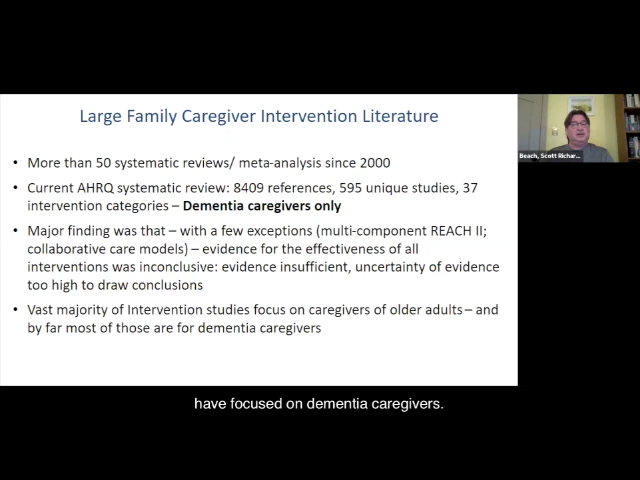 Large Family Caregiver Intervention Literature
• More than 50 systematic reviews/ meta-analysis since 2000
• Current AHRQ systematic review: 8409 references, 595 unique studies, 37
intervention categories – Dementia caregivers only
• Major finding was that – with a few exceptions (multi-component REACH II;
collaborative care models) – evidence for the effectiveness of all
interventions was inconclusive: evidence insufficient, uncertainty of evidence
too high to draw conclusions
• Vast majority of Intervention studies focus on caregivers of older adults – and
by far most of those are for dementia caregivers
Beach, Scott Richar...
have focused on dementia caregivers.